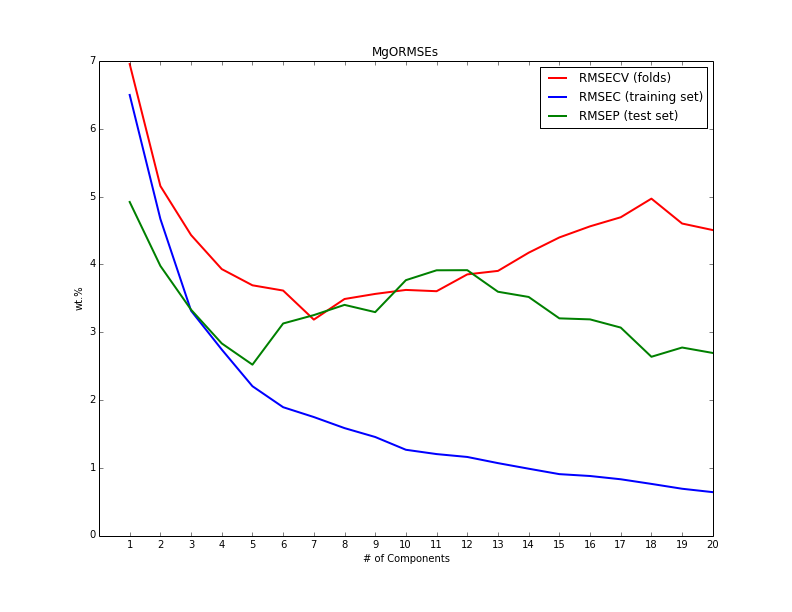 MgORMSEs
RMSECV (folds)
RMSEC (training set)
RMSEP (test set)
7
6
5
4
3
2
1
0
wt.%
1 2 3 4 5 6 7 8 9 10 11 12 13 14 15 16 17 18 19 20
# of Components